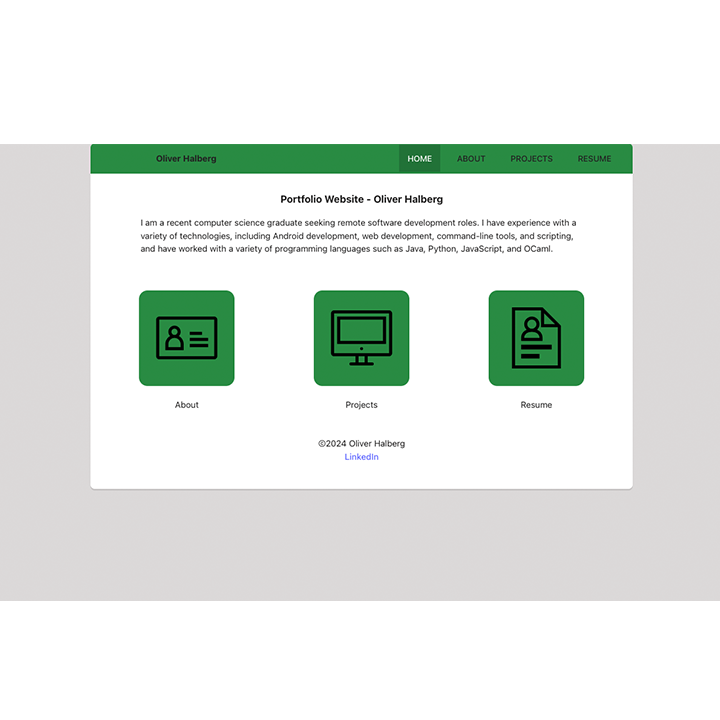 Oliver Halberg
HOME ABOUT PROJECTS RESUME
Portfolio Website - Oliver Halberg
I am a recent computer science graduate seeking remote software development roles. I have experience with a
variety of technologies, including Android development, web development, command-line tools, and scripting,
and have worked with a variety of programming languages such as Java, Python, JavaScript, and OCaml.
About
Projects
Resume
©2024 Oliver Halberg
LinkedIn